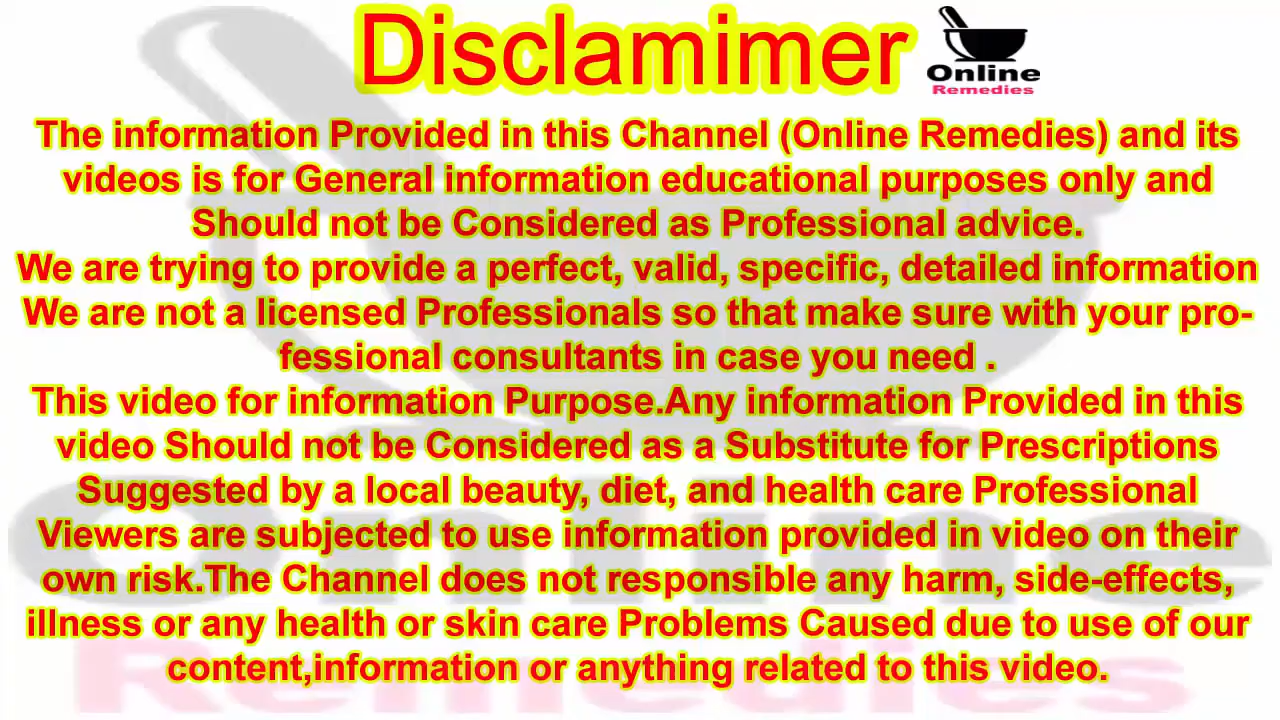 Disclamimer
Online
Remedies
The information Provided in this Channel (Online Remedies) and its
videos is for General information educational purposes only and
Should not be Considered as Professional advice.
We are trying to provide a perfect, valid, specific, detailed information
We are not a licensed Professionals so that make sure with your pro-
fessional consultants in case you need .
This video for information Purpose.Any information Provided in this
video Should not be Considered as a Substitute for Prescriptions
Suggested by a local beauty, diet, and health care Professional
Viewers are subjected to use information provided in video on their
own risk.The Channel does not responsible any harm, side-effects,
illness or any health or skin care Problems Caused due to use of our
content,information or anything related to this video.
Online
Remedies